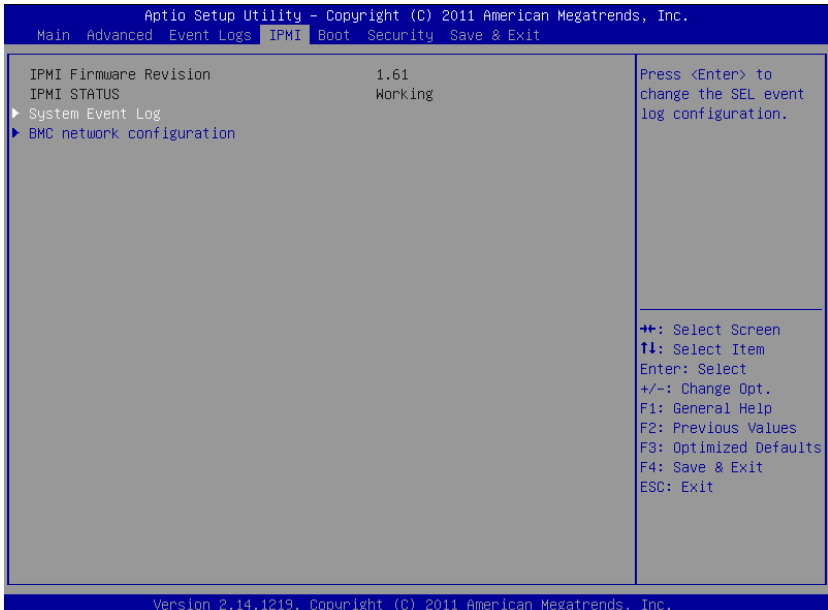 Aptio Setup Utility – Copyright (C) 2011 American Megatrends, Inc.
Main Advanced Event Logs IPMI Boot Security Save & Exit
IPMI Firmware Revision 1.61
IPMI STATUS Working
System Event Log
BMC network configuration
Press <Enter> to
change the SEL event
log configuration.
→←: Select Screen
↑↓: Select Item
Enter: Select
+/-: Change Opt.
F1: General Help
F2: Previous Values
F3: Optimized Defaults
F4: Save & Exit
ESC: Exit
Version 2.14.1219. Copyright (C) 2011 American Megatrends, Inc.